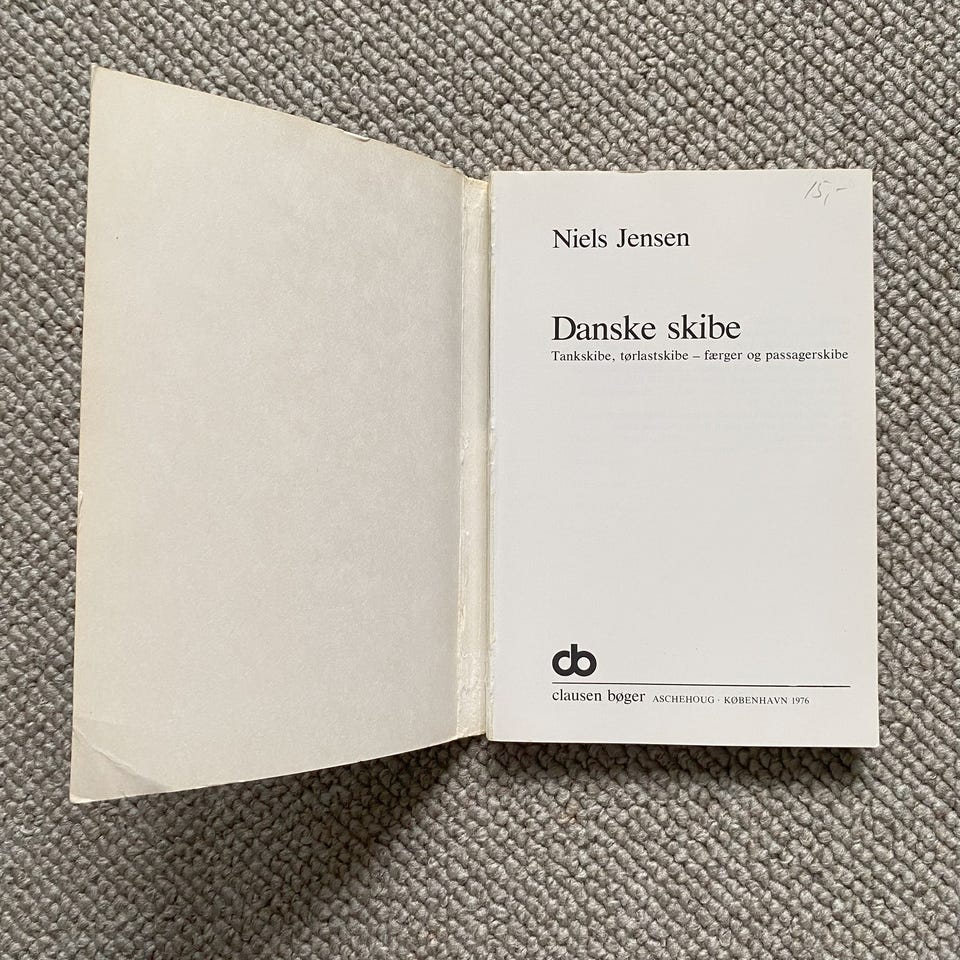 15,-
Niels Jensen
Danske skibe
Tankskibe, tørlastskibe – færger og passagerskibe
cb
clausen bøger ASCHEHOUG · KØBENHAVN 1976